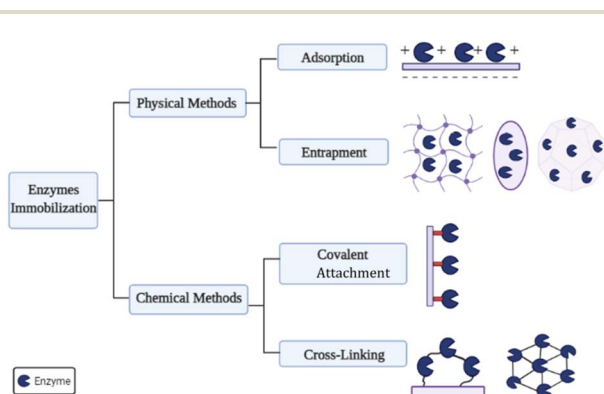 Adsorption
+ + + +
Physical Methods
Entrapment
Enzymes
Immobilization
Covalent
Attachment
Chemical Methods
Cross-Linking
Enzyme